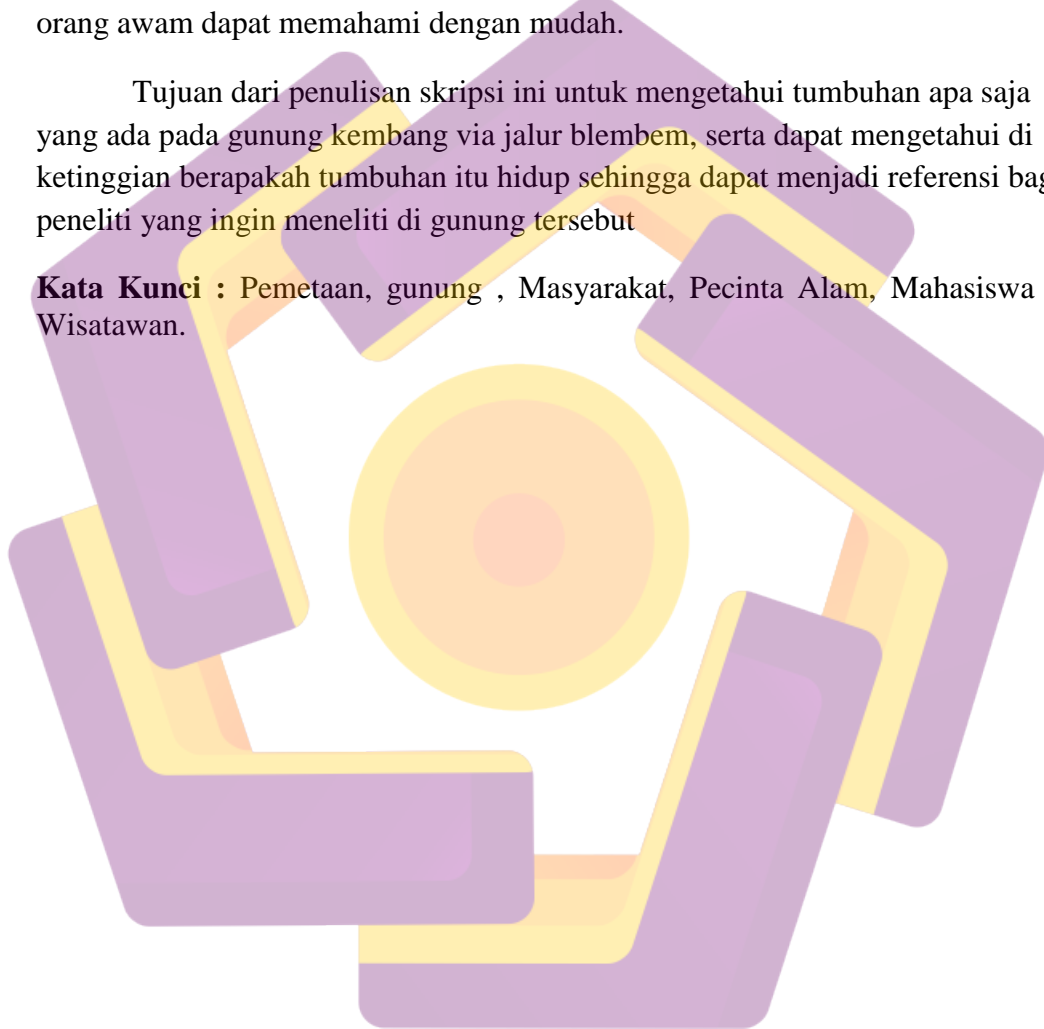 orang awam dapat memahami dengan mudah.
Tujuan dari penulisan skripsi ini untuk mengetahui tumbuhan apa saja
yang ada pada gunung kembang via jalur blembem, serta dapat mengetahui di
ketinggian berapakah tumbuhan itu hidup sehingga dapat menjadi referensi bag
peneliti yang ingin meneliti di gunung tersebut
Kata Kunci : Pemetaan, gunung , Masyarakat, Pecinta Alam, Mahasiswa
Wisatawan.